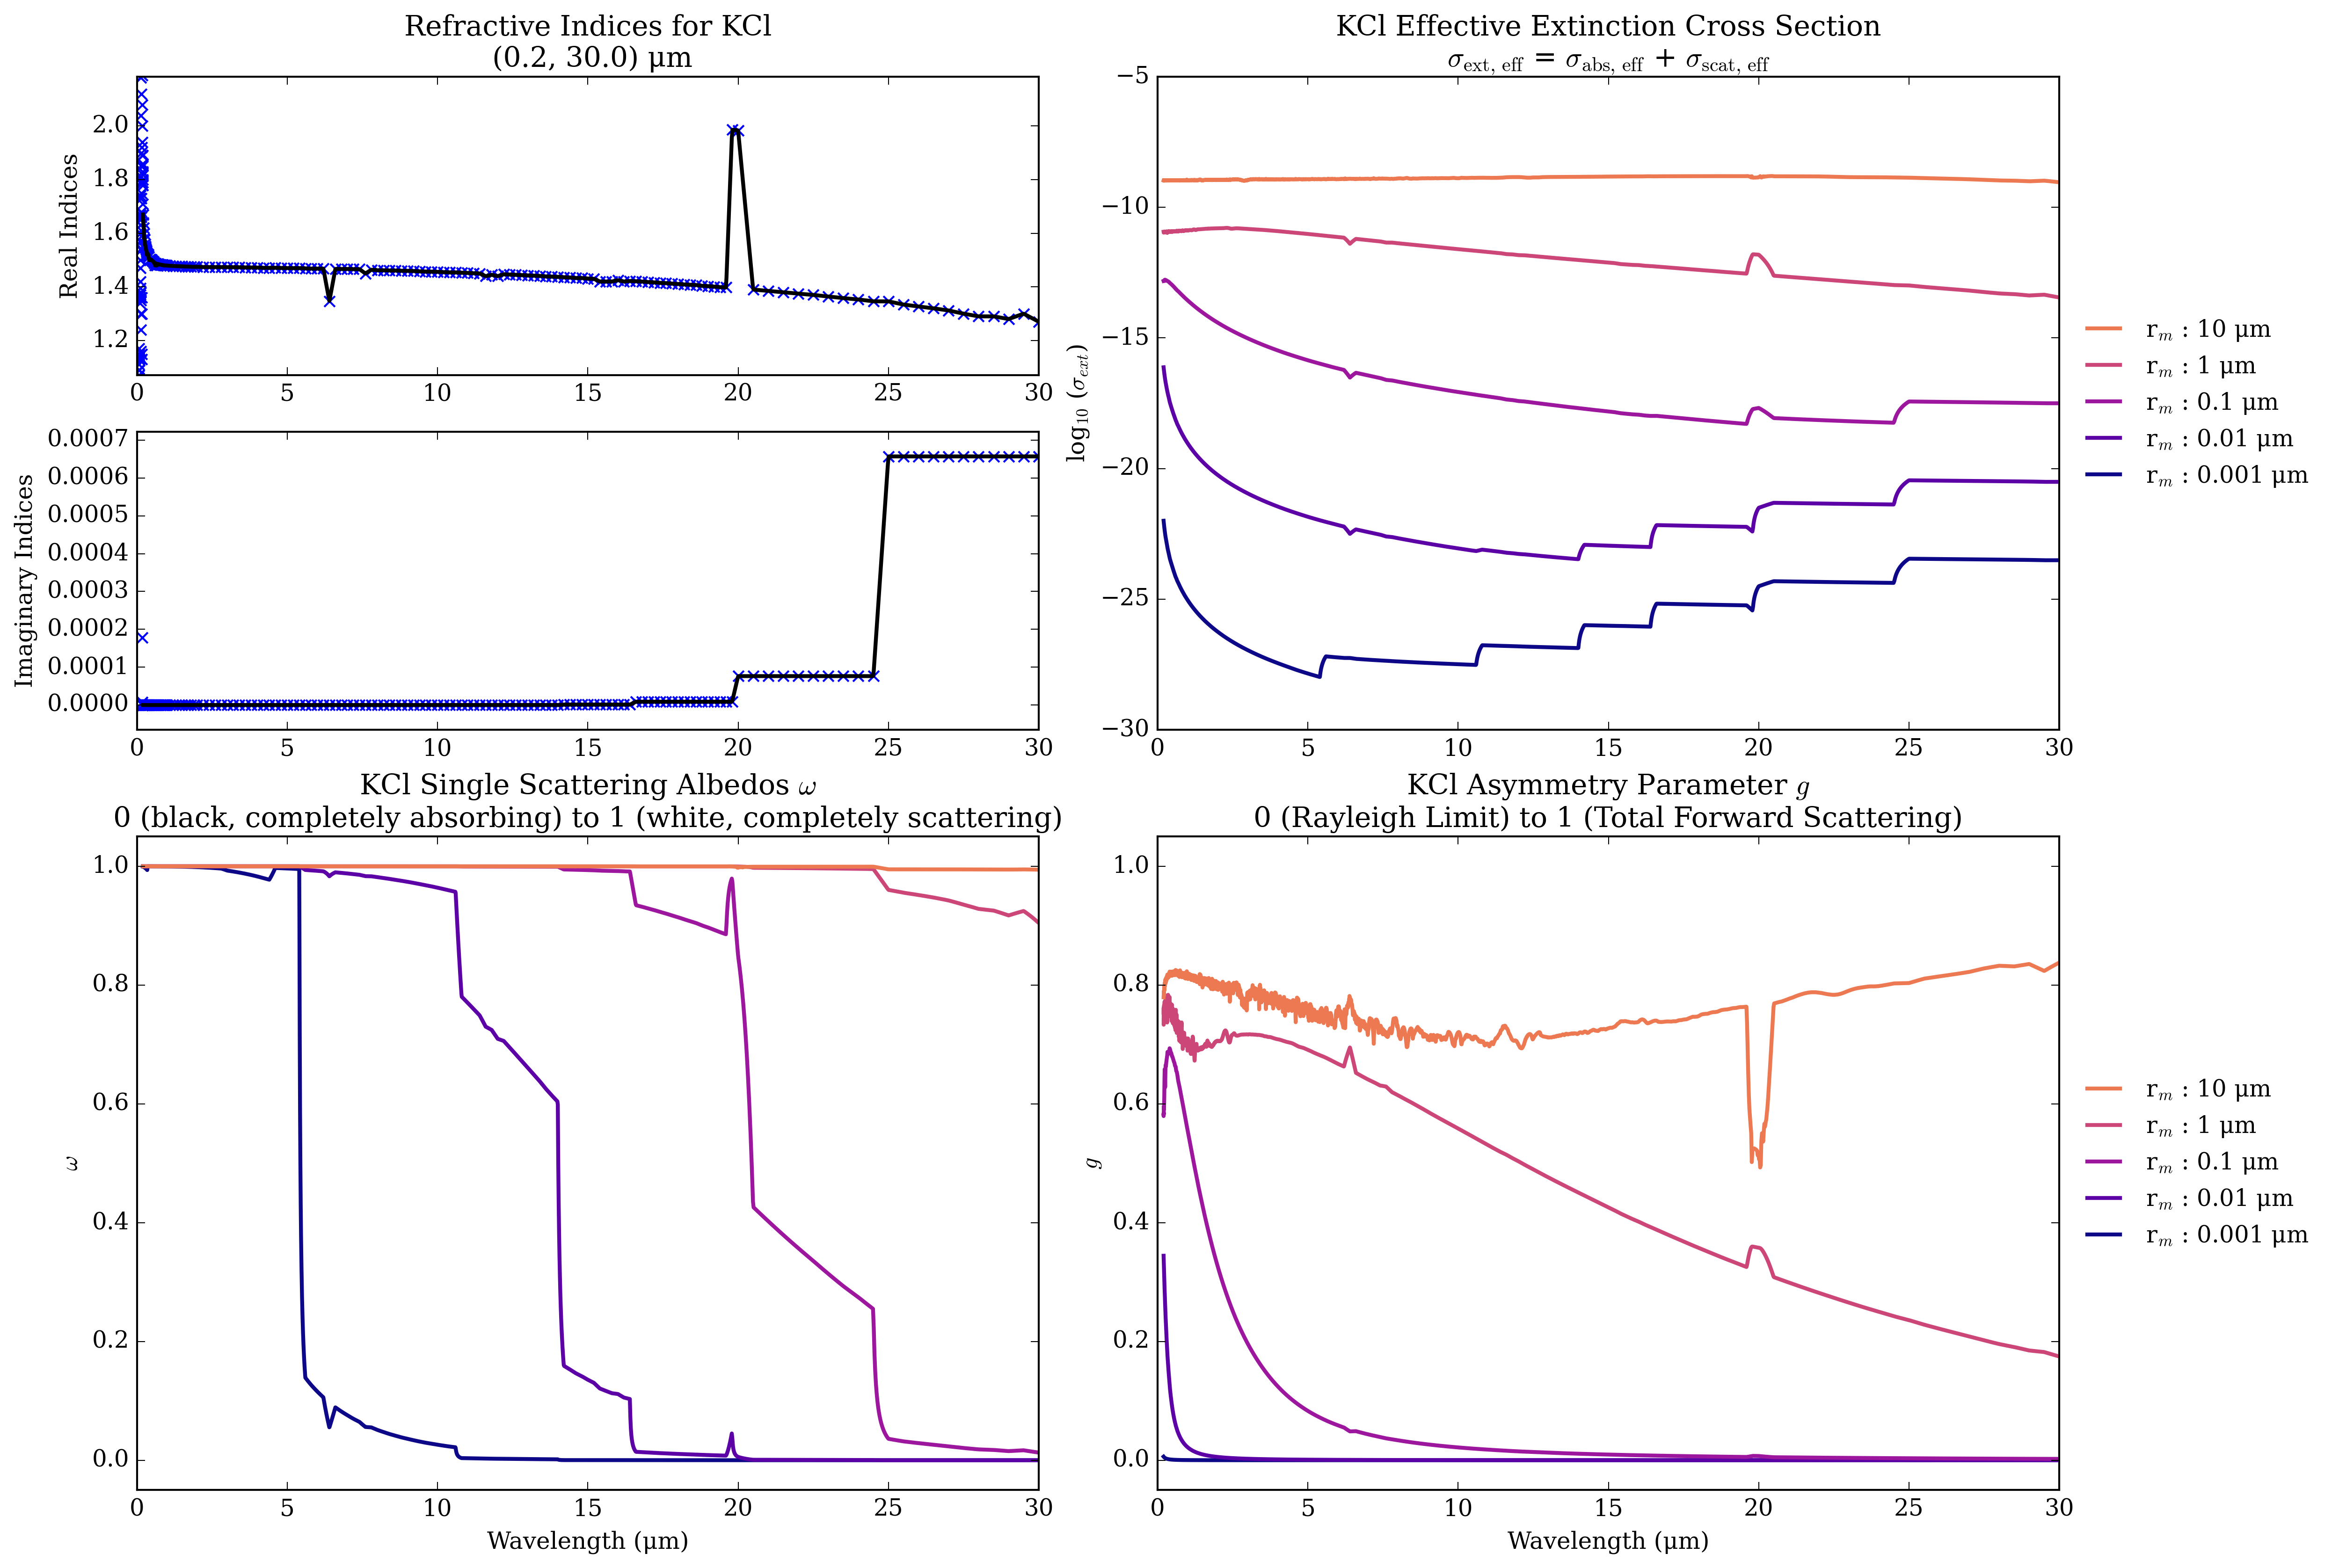 Refractive Indices for KCl
(0.2, 30.0) µm
Real Indices
2.0
1.8
1.6
1.4
1.2
0 5 10 15 20 25 30
Imaginary Indices
0.0007
0.0006
0.0005
0.0004
0.0003
0.0002
0.0001
0.0000
0 5 10 15 20 25 30
KCl Effective Extinction Cross Section
σext, eff = σabs, eff + σscat, eff
log10 (σext)
−5
−10
−15
−20
−25
−30
0 5 10 15 20 25 30
rm : 10 µm
rm : 1 µm
rm : 0.1 µm
rm : 0.01 µm
rm : 0.001 µm
KCl Single Scattering Albedos ω
0 (black, completely absorbing) to 1 (white, completely scattering)
ω
1.0
0.8
0.6
0.4
0.2
0.0
0 5 10 15 20 25 30
Wavelength (µm)
KCl Asymmetry Parameter g
0 (Rayleigh Limit) to 1 (Total Forward Scattering)
g
1.0
0.8
0.6
0.4
0.2
0.0
0 5 10 15 20 25 30
Wavelength (µm)
rm : 10 µm
rm : 1 µm
rm : 0.1 µm
rm : 0.01 µm
rm : 0.001 µm